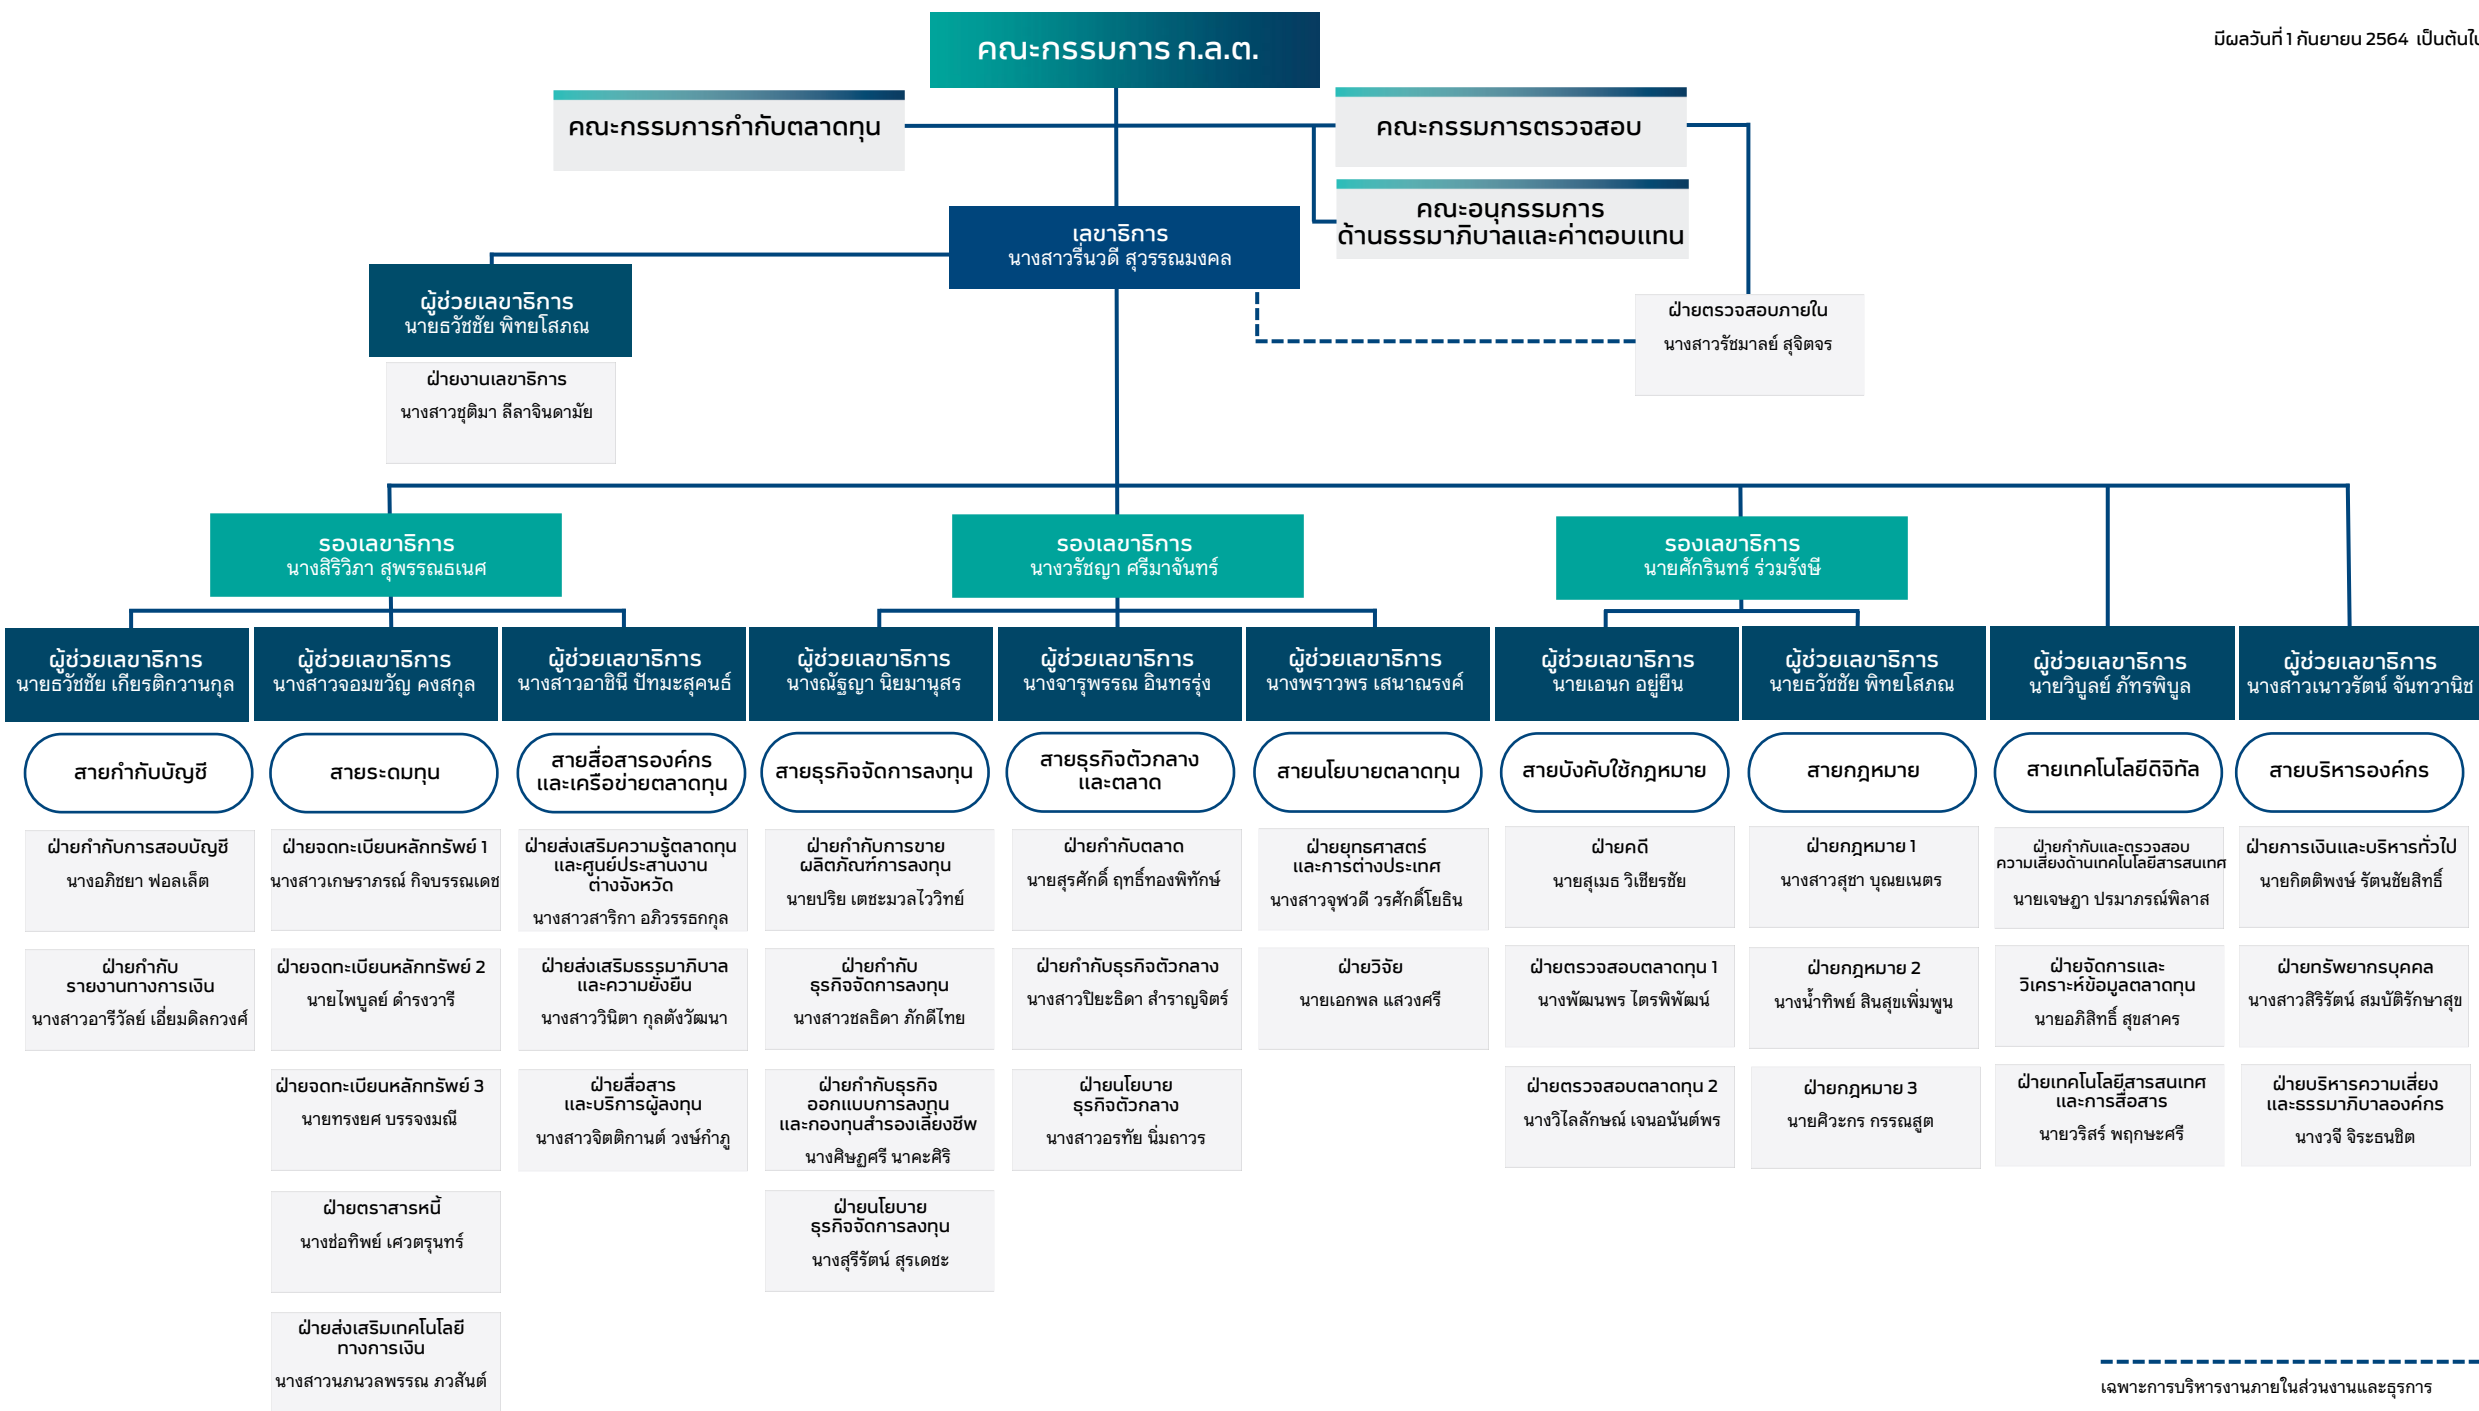 คณะกรรมการ ก.ล.ต.
มีผลวันที่ 1 กันยายน 2564 เป็นต้นไป
คณะกรรมการกำกับตลาดทุน
คณะกรรมการตรวจสอบ
คณะอนุกรรมการ
ด้านธรรมาภิบาลและค่าตอบแทน
เลขาธิการ
นางสาวรื่นวดี สุวรรณมงคล
ผู้ช่วยเลขาธิการ
นายธวัชชัย พิทยโสภณ
ฝ่ายงานเลขาธิการ
นางสาวชุติมา ลีลาจินดามัย
ฝ่ายตรวจสอบภายใน
นางสาวรัชมาลย์ สุจิตจร
รองเลขาธิการ
นางสิริวิภา สุพรรณธเนศ
รองเลขาธิการ
นางวรัชญา ศรีมาจันทร์
รองเลขาธิการ
นายศักรินทร์ ร่วมรังษี
ผู้ช่วยเลขาธิการ
นายธวัชชัย เกียรติกวานกุล
สายกำกับบัญชี
ฝ่ายกำกับการสอบบัญชี
นางอภิชยา ฟอลเล็ต
ฝ่ายกำกับ
รายงานทางการเงิน
นางสาวอารีวัลย์ เอี่ยมดิลกวงศ์
ผู้ช่วยเลขาธิการ
นางสาวจอมขวัญ คงสกุล
สายระดมทุน
ฝ่ายจดทะเบียนหลักทรัพย์ 1
นางสาวเกษราภรณ์ กิจบรรณเดช
ฝ่ายจดทะเบียนหลักทรัพย์ 2
นายไพบูลย์ ดำรงวารี
ฝ่ายจดทะเบียนหลักทรัพย์ 3
นายทรงยศ บรรจงมณี
ฝ่ายตราสารหนี้
นางช่อทิพย์ เศวตรุนทร์
ฝ่ายส่งเสริมเทคโนโลยี
ทางการเงิน
นางสาวนภนวลพรรณ ภวสันต์
ผู้ช่วยเลขาธิการ
นางสาวอาชินี ปัทมะสุคนธ์
สายสื่อสารองค์กร
และเครือข่ายตลาดทุน
ฝ่ายส่งเสริมความรู้ตลาดทุน
และศูนย์ประสานงาน
ต่างจังหวัด
นางสาวสาริกา อภิวรรธกกุล
ฝ่ายส่งเสริมธรรมาภิบาล
และความยั่งยืน
นางสาววินิตา กุลตังวัฒนา
ฝ่ายสื่อสาร
และบริการผู้ลงทุน
นางสาวจิตติกานต์ วงษ์กำภู
ผู้ช่วยเลขาธิการ
นางณัฐญา นิยมานุสร
สายธุรกิจจัดการลงทุน
ฝ่ายกำกับการขาย
ผลิตภัณฑ์การลงทุน
นายปริย เตชะมวลไววิทย์
ฝ่ายกำกับ
ธุรกิจจัดการลงทุน
นางสาวชลธิดา ภักดีไทย
ฝ่ายกำกับธุรกิจ
ออกแบบการลงทุน
และกองทุนสำรองเลี้ยงชีพ
นางศิษฏศรี นาคะศิริ
ฝ่ายนโยบาย
ธุรกิจจัดการลงทุน
นางสุรีรัตน์ สุรเดชะ
ผู้ช่วยเลขาธิการ
นางจารุพรรณ อินทรรุ่ง
สายธุรกิจตัวกลาง
และตลาด
ฝ่ายกำกับตลาด
นายสุรศักดิ์ ฤทธิ์ทองพิทักษ์
ฝ่ายกำกับธุรกิจตัวกลาง
นางสาวปิยะธิดา สำราญจิตร์
ฝ่ายนโยบาย
ธุรกิจตัวกลาง
นางสาวอรทัย นิ่มถาวร
ผู้ช่วยเลขาธิการ
นางพราวพร เสนาณรงค์
สายนโยบายตลาดทุน
ฝ่ายยุทธศาสตร์
และการต่างประเทศ
นางสาวจุฬวดี วรศักดิ์โยธิน
ฝ่ายวิจัย
นายเอกพล แสวงศรี
ผู้ช่วยเลขาธิการ
นายเอนก อยู่ยืน
สายบังคับใช้กฎหมาย
ฝ่ายคดี
นายสุเมธ วิเชียรชัย
ฝ่ายตรวจสอบตลาดทุน 1
นางพัฒนพร ไตรพิพัฒน์
ฝ่ายตรวจสอบตลาดทุน 2
นางวิไลลักษณ์ เจนอนันต์พร
ผู้ช่วยเลขาธิการ
นายธวัชชัย พิทยโสภณ
สายกฎหมาย
ฝ่ายกฎหมาย 1
นางสาวสุชา บุณยเนตร
ฝ่ายกฎหมาย 2
นางน้ำทิพย์ สินสุขเพิ่มพูน
ฝ่ายกฎหมาย 3
นายศิวะกร กรรณสูต
ผู้ช่วยเลขาธิการ
นายวิบูลย์ ภัทรพิบูล
สายเทคโนโลยีดิจิทัล
ฝ่ายกำกับและตรวจสอบ
ความเสี่ยงด้านเทคโนโลยีสารสนเทศ
นายเจษฎา ปรมาภรณ์พิลาส
ฝ่ายจัดการและ
วิเคราะห์ข้อมูลตลาดทุน
นายอภิสิทธิ์ สุขสาคร
ฝ่ายเทคโนโลยีสารสนเทศ
และการสื่อสาร
นายวริสร์ พฤกษะศรี
ผู้ช่วยเลขาธิการ
นางสาวเนาวรัตน์ จันทวานิช
สายบริหารองค์กร
ฝ่ายการเงินและบริหารทั่วไป
นายกิตติพงษ์ รัตนชัยสิทธิ์
ฝ่ายทรัพยากรบุคคล
นางสาวสิริรัตน์ สมบัติรักษาสุข
ฝ่ายบริหารความเสี่ยง
และธรรมาภิบาลองค์กร
นางวจี จิระธนชิต
เฉพาะการบริหารงานภายในส่วนงานและธุรการ